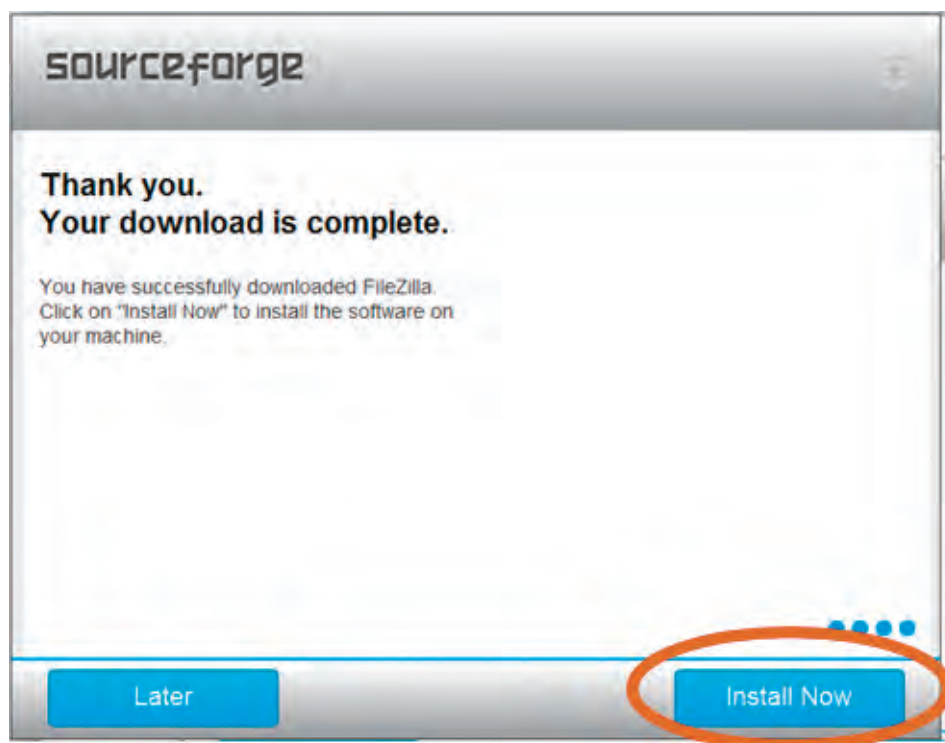 sourceforge
Thank you.
Your download is complete.
You have successfully downloaded FileZilla.
Click on "Install Now" to install the software on
your machine.
Later
Install Now